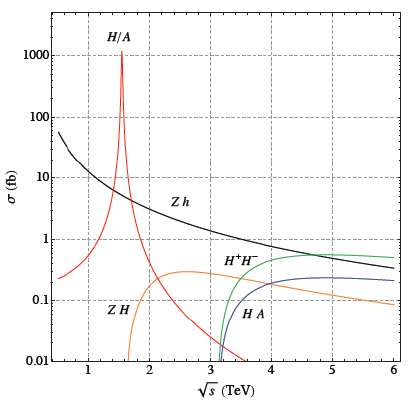 H/A
1000
100
10
1
0.1
0.01
σ (fb)
Z h
H⁺H⁻
Z H
H A
1 2 3 4 5 6
√s (TeV)